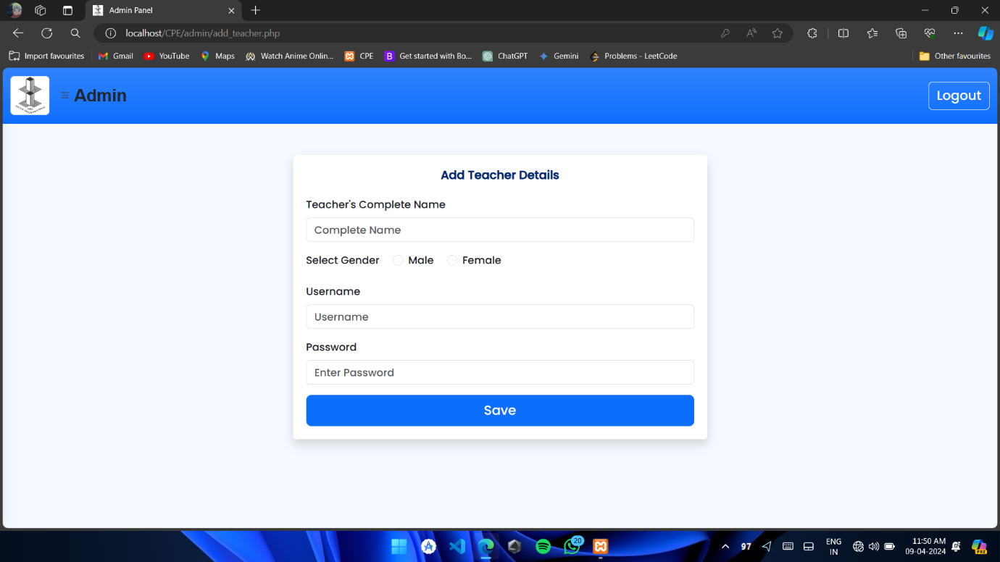 Admin Panel
localhost/CPE/admin/add_teacher.php
Import favourites Gmail YouTube Maps Watch Anime Onlin... CPE B Get started with Bo... ChatGPT Gemini Problems - LeetCode Other favourites
Admin
Logout
Add Teacher Details
Teacher's Complete Name
Complete Name
Select Gender Male Female
Username
Username
Password
Enter Password
Save
20
97
ENG
IN
11:50 AM
09-04-2024
PRE